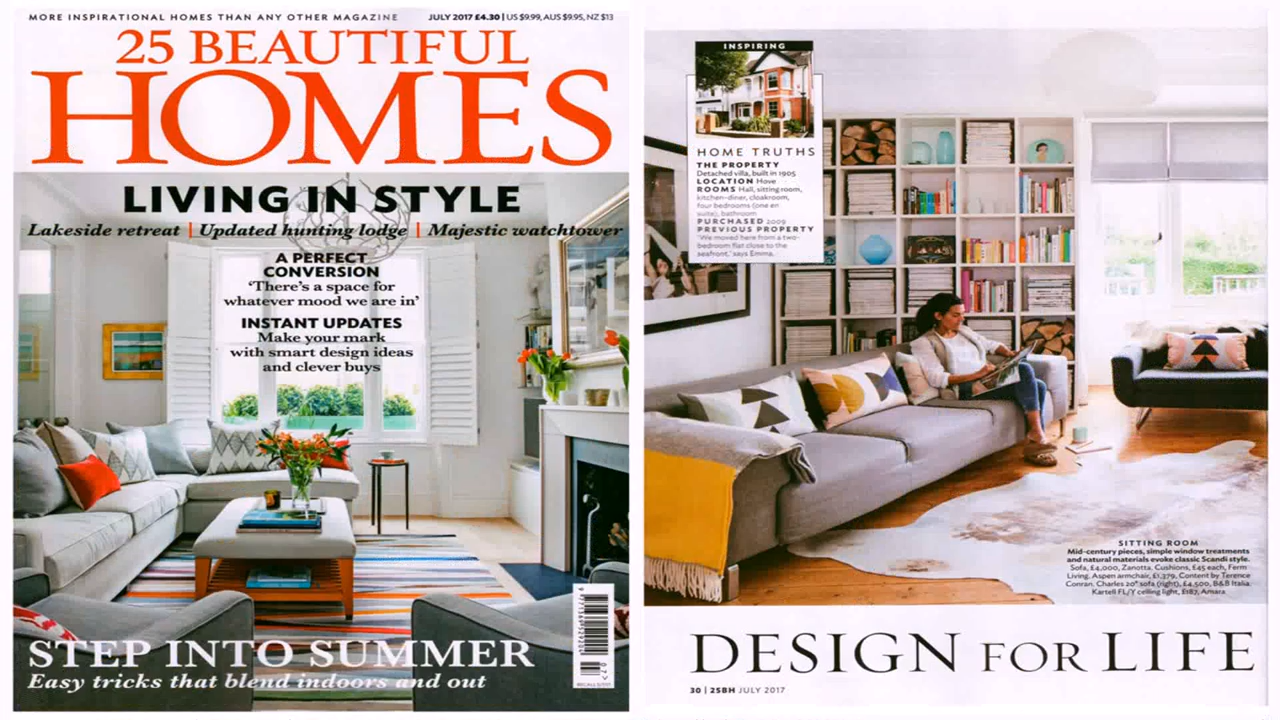 MORE INSPIRATIONAL HOMES THAN ANY OTHER MAGAZINE
JULY 2017 £4.30 | US $9.99, AUS $9.95, NZ $13
25 BEAUTIFUL
HOMES
LIVING IN STYLE
Lakeside retreat | Updated hunting lodge | Majestic watchtower
A PERFECT
CONVERSION
‘There’s a space for
whatever mood we are in’
INSTANT UPDATES
Make your mark
with smart design ideas
and clever buys
STEP INTO SUMMER
Easy tricks that blend indoors and out
INSPIRING
HOME TRUTHS
THE PROPERTY
Detached villa, built in 1905
LOCATION Hove
ROOMS Hall, sitting room,
kitchen-diner, cloakroom,
four bedrooms (one en
suite), bathroom
PURCHASED 2009
PREVIOUS PROPERTY
‘We moved here from a two-
bedroom flat close to the
seafront,’ says Emma.
SITTING ROOM
Mid-century pieces, simple window treatments
and natural materials evoke classic Scandi style.
Sofa, £4,000, Zanotta. Cushions, £45 each, Ferm
Living. Aspen armchair, £1,379, Content by Terence
Conran. Charles 20° sofa (right), £4,500, B&B Italia.
Kartell FL/Y ceiling light, £187, Amara
DESIGN FOR LIFE
30 | 25BH JULY 2017